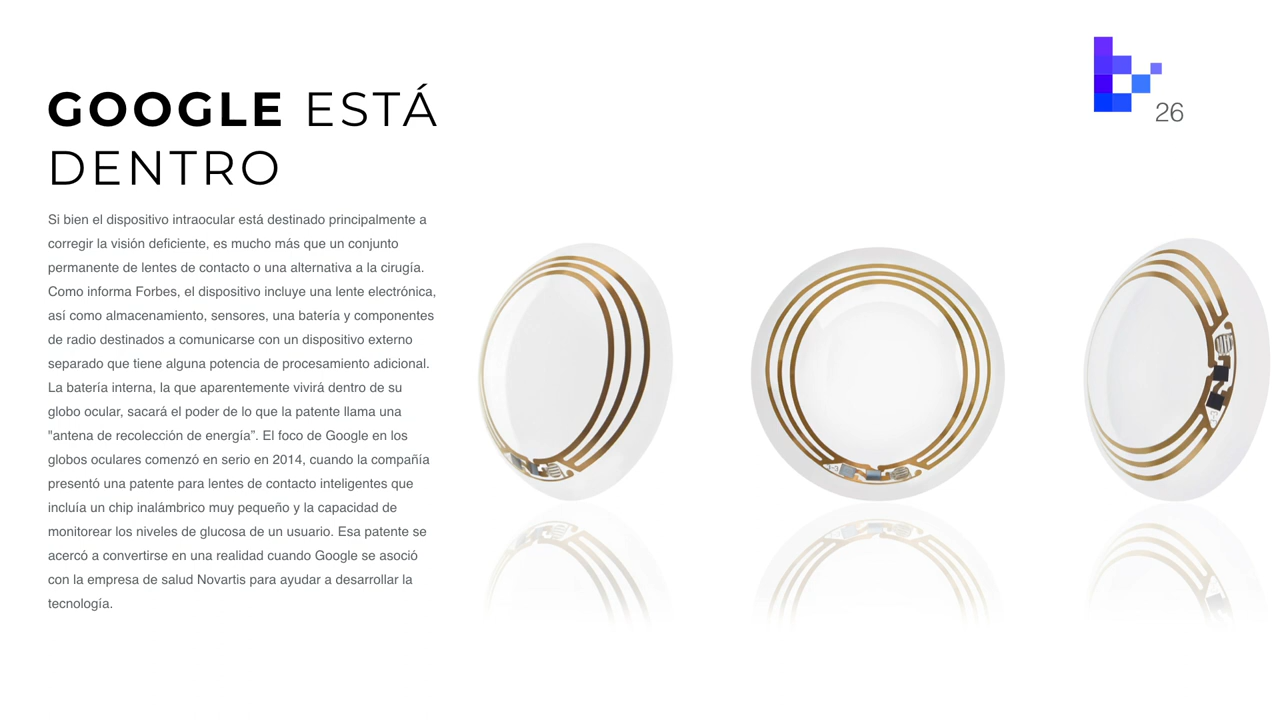 GOOGLE ESTÁ
DENTRO
26
Si bien el dispositivo intraocular está destinado principalmente a
corregir la visión deficiente, es mucho más que un conjunto
permanente de lentes de contacto o una alternativa a la cirugía.
Como informa Forbes, el dispositivo incluye una lente electrónica,
así como almacenamiento, sensores, una batería y componentes
de radio destinados a comunicarse con un dispositivo externo
separado que tiene alguna potencia de procesamiento adicional.
La batería interna, la que aparentemente vivirá dentro de su
globo ocular, sacará el poder de lo que la patente llama una
"antena de recolección de energía”. El foco de Google en los
globos oculares comenzó en serio en 2014, cuando la compañía
presentó una patente para lentes de contacto inteligentes que
incluía un chip inalámbrico muy pequeño y la capacidad de
monitorear los niveles de glucosa de un usuario. Esa patente se
acercó a convertirse en una realidad cuando Google se asoció
con la empresa de salud Novartis para ayudar a desarrollar la
tecnología.